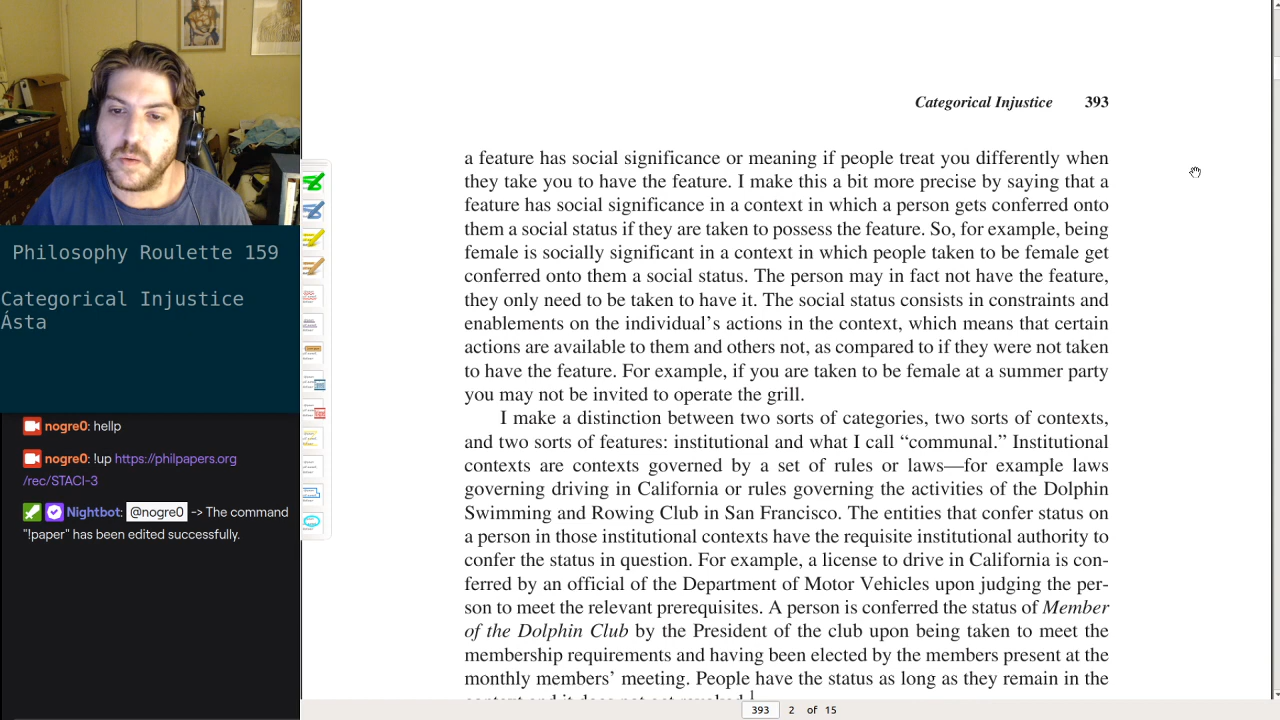 Categorical Injustice 393
a feature has social significance or meaning if people treat you differently when
they take you to have the feature. I make this a bit more precise by saying that a
feature has social significance in a context in which a person gets conferred onto
them a social status if they are taken to possess the feature. So, for example, being
female is socially significant in a context in which people taken to be female get
conferred onto them a social status. The person may in fact not have the feature,
but only needs to be taken to have it. The social status consists in constraints and
enablements on the individual's behavior in the context. What that means is that certain
actions are available to them and others not, as compared to if they were not taken
to have the feature. For example, if you are taken to be female at a summer party
you may not be invited to operate the grill.
I make a distinction between two sorts of categories, two sorts of contexts,
and two sorts of features: institutional and what I call "communal". Institutional
contexts are contexts governed by a set of rules or laws—for example laws
governing driving in California or rules governing the activities of the Dolphin
Swimming and Rowing Club in San Francisco. The entities that confer status on
a person in these institutional contexts have the requisite institutional authority to
confer the status in question. For example, a license to drive in California is con-
ferred by an official of the Department of Motor Vehicles upon judging the per-
son to meet the relevant prerequisites. A person is conferred the status of Member
of the Dolphin Club by the President of the club upon being taken to meet the
membership requirements and having been elected by the members present at the
monthly members' meeting. People have the status as long as they remain in the
Philosophy Roulette 159
Categorical Injustice
Ásta
nogre0: hellp
nogre0: !up https://philpapers.org
/rec/STACI-3
Nightbot: @nogre0 -> The command
"!paper" has been edited successfully.
393 2 of 15